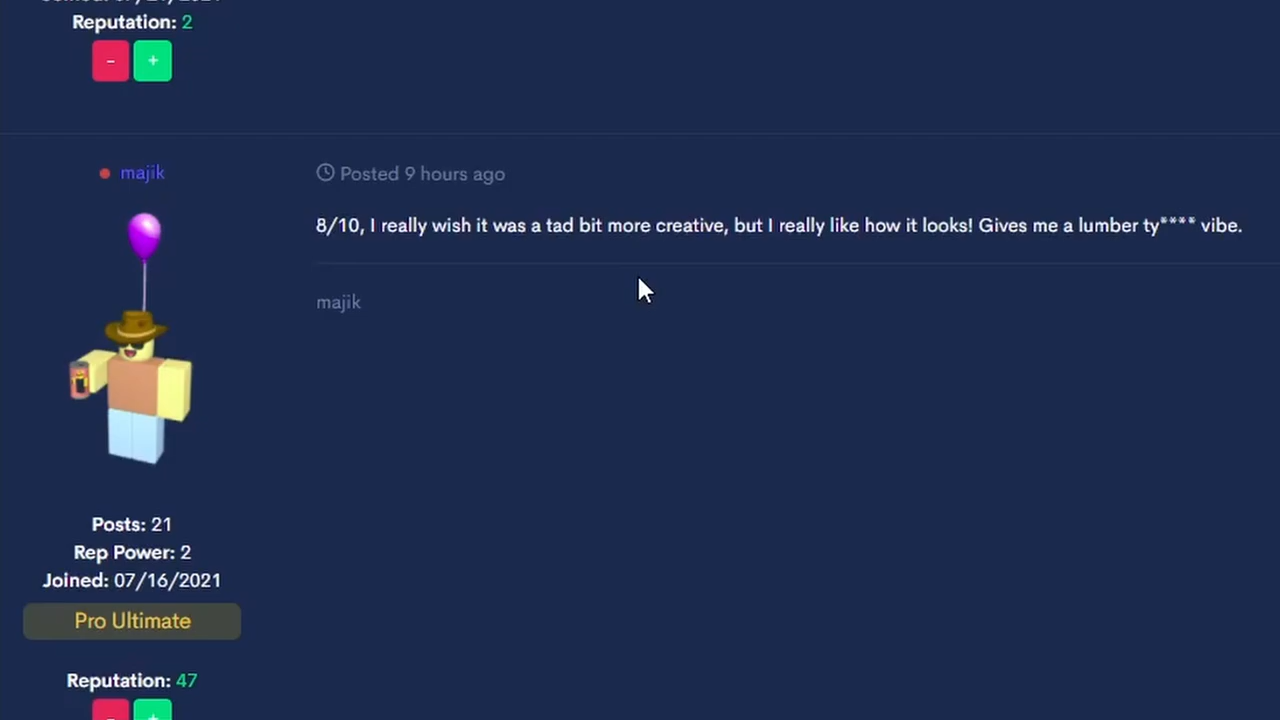 Reputation: 2
- +
majik
Posted 9 hours ago
8/10, I really wish it was a tad bit more creative, but I really like how it looks! Gives me a lumber ty**** vibe.
majik
Posts: 21
Rep Power: 2
Joined: 07/16/2021
Pro Ultimate
Reputation: 47
- +